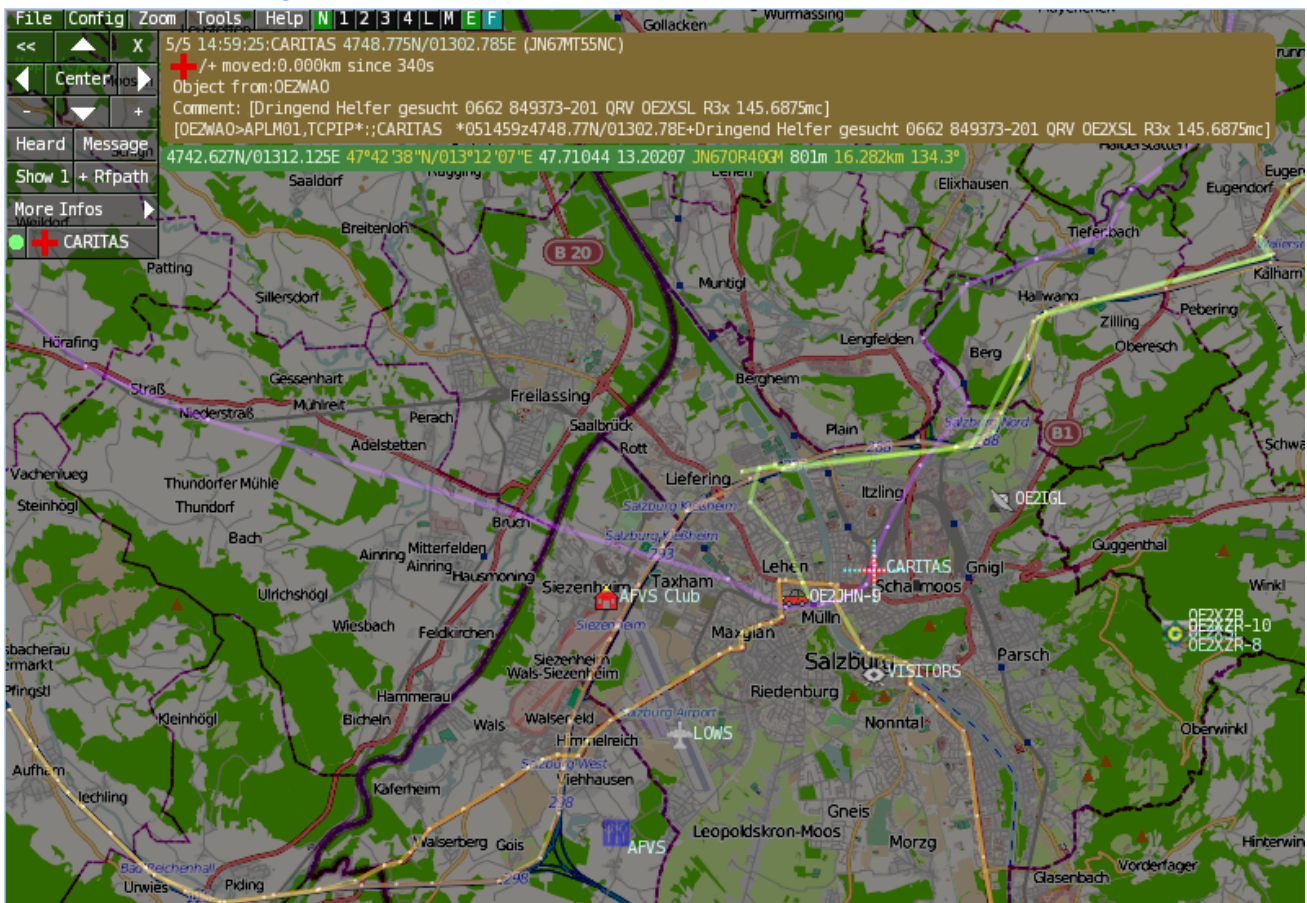 File Config Zoom Tools Help N 1 2 3 4 L M E F
Gollacken
<< X
5/5 14:59:25:CARITAS 4748.775N/01302.785E (JN67MT55NC)
/+ moved:0.000km since 340s
Center
Object from:OE2WAO
- +
Comment: [Dringend Helfer gesucht 0662 849373-201 QRV OE2XSL R3x 145.6875mc]
[OE2WAO>APLM01,TCPIP*:;CARITAS *051459z4748.77N/01302.78E+Dringend Helfer gesucht 0662 849373-201 QRV OE2XSL R3x 145.6875mc]
Heard Message
4742.627N/01312.125E 47°42'38"N/013°12'07"E 47.71044 13.20207 JN67OR40GM 801m 16.282km 134.3°
Show 1 + Rfpath
Saaldorf
Elixhausen
Eugendorf
More Infos
Breitenloh
Tiefenbach
CARITAS
B 20
Patting
Muntigl
Kalham
Sillersdorf
Hallwang
Pebering
Zilling
Hörafing
Lengfelden
Berg
Oberesch
Gessenhart
Bergheim
Straß
Mühlreit
Freilassing
Niederstraß
Perach
Saalbrück
Plain
Salzburg Nord
B1
Adelstetten
Rott
288
268
Vachenlueg
Thundorfer Mühle
Liefering
Itzling
Steinhögl
Thundorf
Salzburg Kleßheim
OE2IGL
Bruch
Bach
Salzburg Kleßheim
293
Guggenthal
Ainring
Mitterfelden
Ainring
Hausmoning
Lehen
CARITAS
Gnigl
Siezenheim
Taxham
Schallmoos
Winkl
Ulrichshögl
AFVS Club
OE2JHN-9
Mülln
OE2XZR
OE2XZR-10
OE2XZR-8
Wiesbach
Feldkirchen
Siezenheim
Maxglan
Siezenheim
Wals-Siezenheim
Salzburg
Parsch
VISITORS
Hammerau
Riedenburg
Kleinhögl
Bicheln
Wals
Walserfeld
Salzburg Airport
Nonntal
Oberwinkl
Himmelreich
LOWS
Aufham
Salzburg West
Jechling
Käferheim
Viehhausen
298
Gneis
Walserberg
Gois
AFVS
Leopoldskron-Moos
Morzg
Bad Reichenhall
Vorderfager
Urwies
Piding
298
Glasenbach